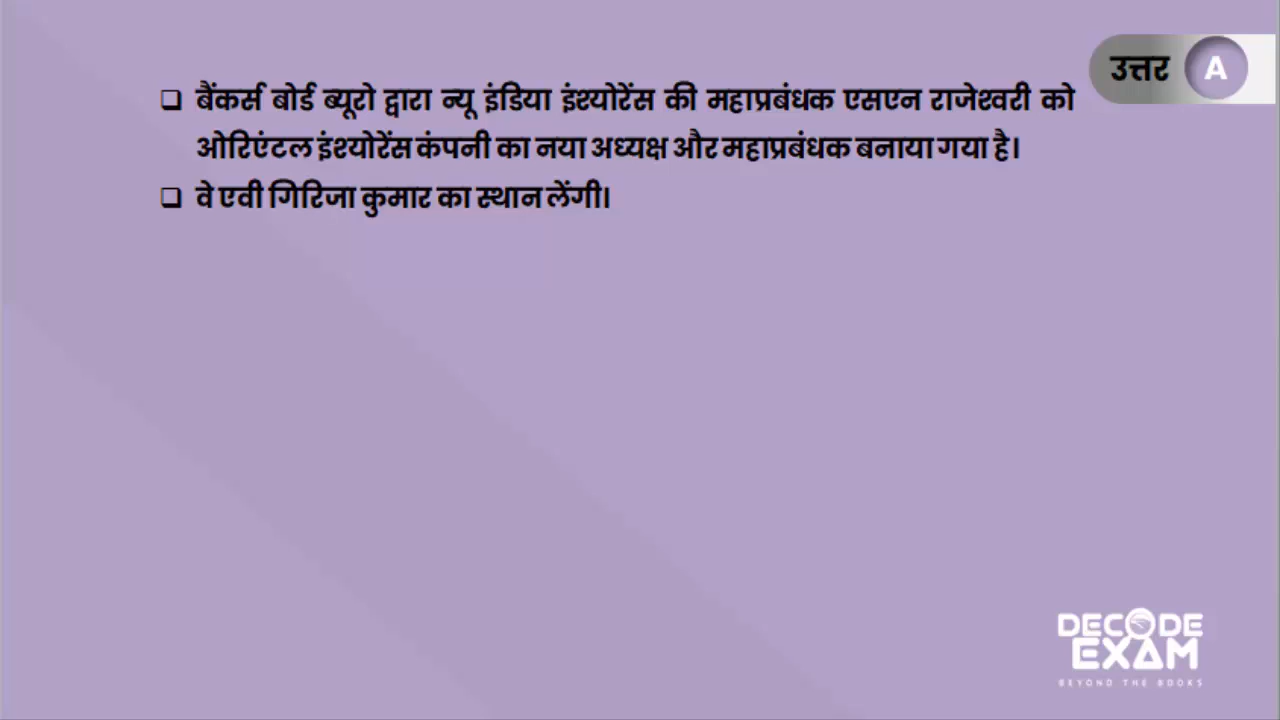 उत्तर A
बैंकर्स बोर्ड ब्यूरो द्वारा न्यू इंडिया इंश्योरेंस की महाप्रबंधक एसएन राजेश्वरी को
ओरिएंटल इंश्योरेंस कंपनी का नया अध्यक्ष और महाप्रबंधक बनाया गया है।
वे एवी गिरिजा कुमार का स्थान लेंगी।
DECODE
EXAM
BEYOND THE BOOKS